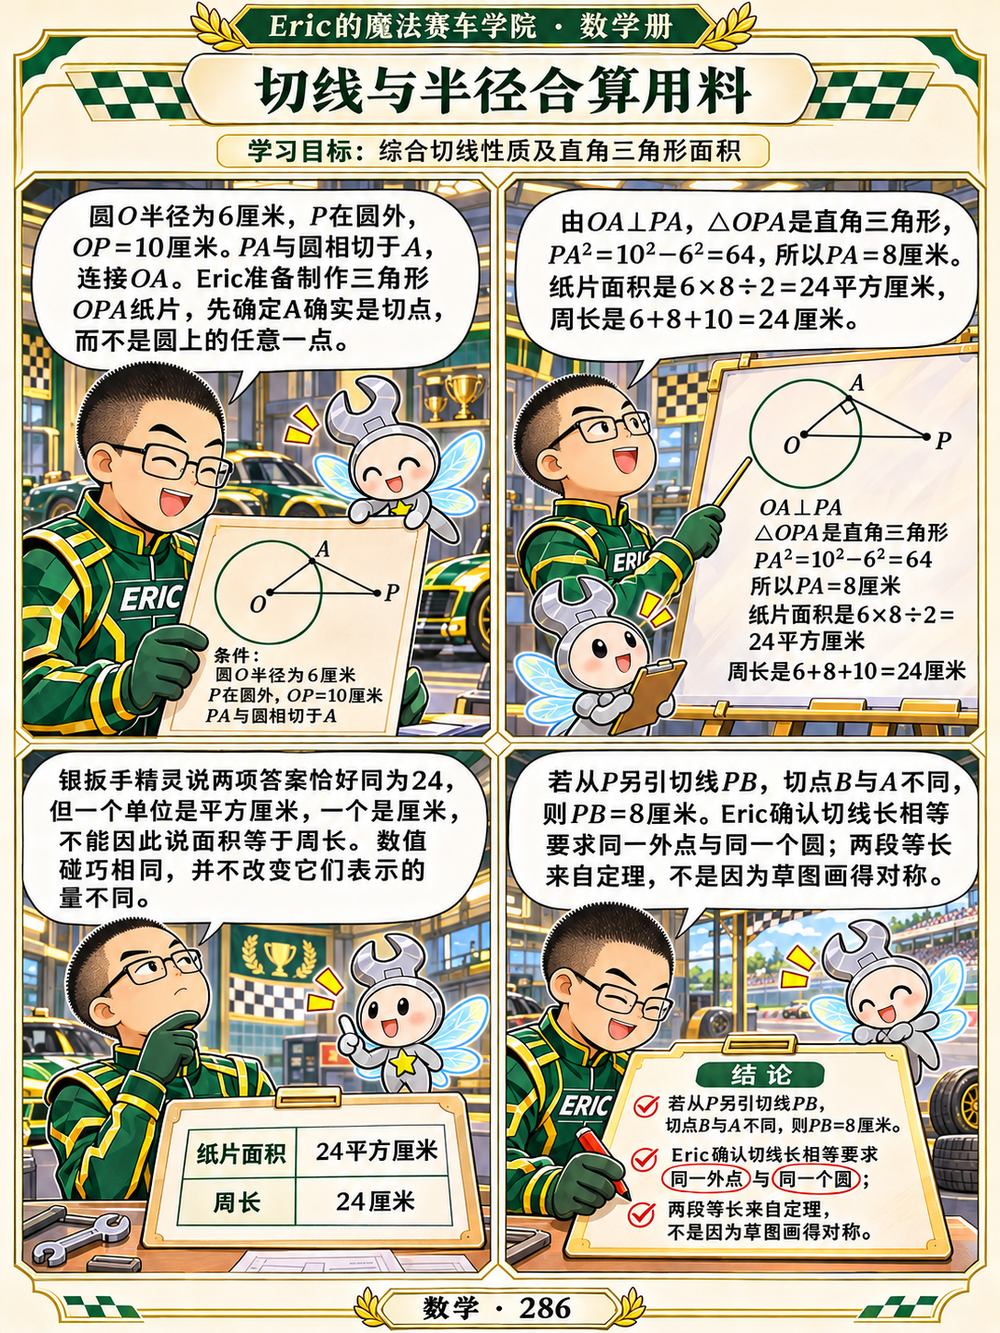 Eric的魔法赛车学院 · 数学册
切线与半径合算用料
学习目标：综合切线性质及直角三角形面积
圆O半径为6厘米，P在圆外，
OP=10厘米。PA与圆相切于A，
连接OA。Eric准备制作三角形
OPA纸片，先确定A确实是切点，
而不是圆上的任意一点。
A
O
P
ERIC
条件：
圆O半径为6厘米
P在圆外，OP=10厘米
PA与圆相切于A
由OA⊥PA，△OPA是直角三角形，
PA²=10²−6²=64，所以PA=8厘米。
纸片面积是6×8÷2=24平方厘米，
周长是6+8+10=24厘米。
A
O
P
ERIC
OA⊥PA
△OPA是直角三角形
PA²=10²−6²=64
所以PA=8厘米
纸片面积是6×8÷2=
24平方厘米
周长是6+8+10=24厘米
银扳手精灵说两项答案恰好同为24，
但一个单位是平方厘米，一个是厘米，
不能因此说面积等于周长。数值
碰巧相同，并不改变它们表示的
量不同。
纸片面积 24平方厘米
周长 24厘米
若从P另引切线PB，切点B与A不同，
则PB=8厘米。Eric确认切线长相等
要求同一外点与同一个圆；两段等长
来自定理，不是因为草图画得对称。
ERIC
结论
若从P另引切线PB，
切点B与A不同，则PB=8厘米。
Eric确认切线长相等要求
同一外点与同一个圆；
两段等长来自定理，
不是因为草图画得对称。
数学 · 286